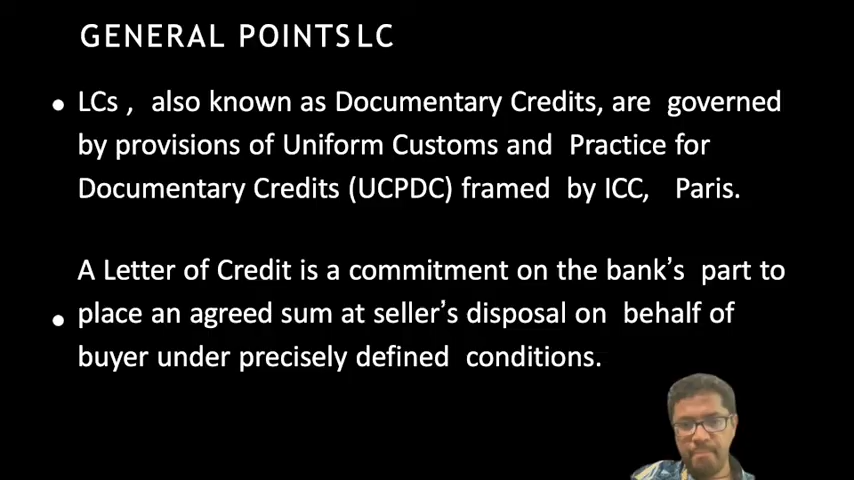 GENERAL POINTS LC
• LCs , also known as Documentary Credits, are governed
by provisions of Uniform Customs and Practice for
Documentary Credits (UCPDC) framed by ICC, Paris.
A Letter of Credit is a commitment on the bank's part to
• place an agreed sum at seller's disposal on behalf of
buyer under precisely defined conditions.